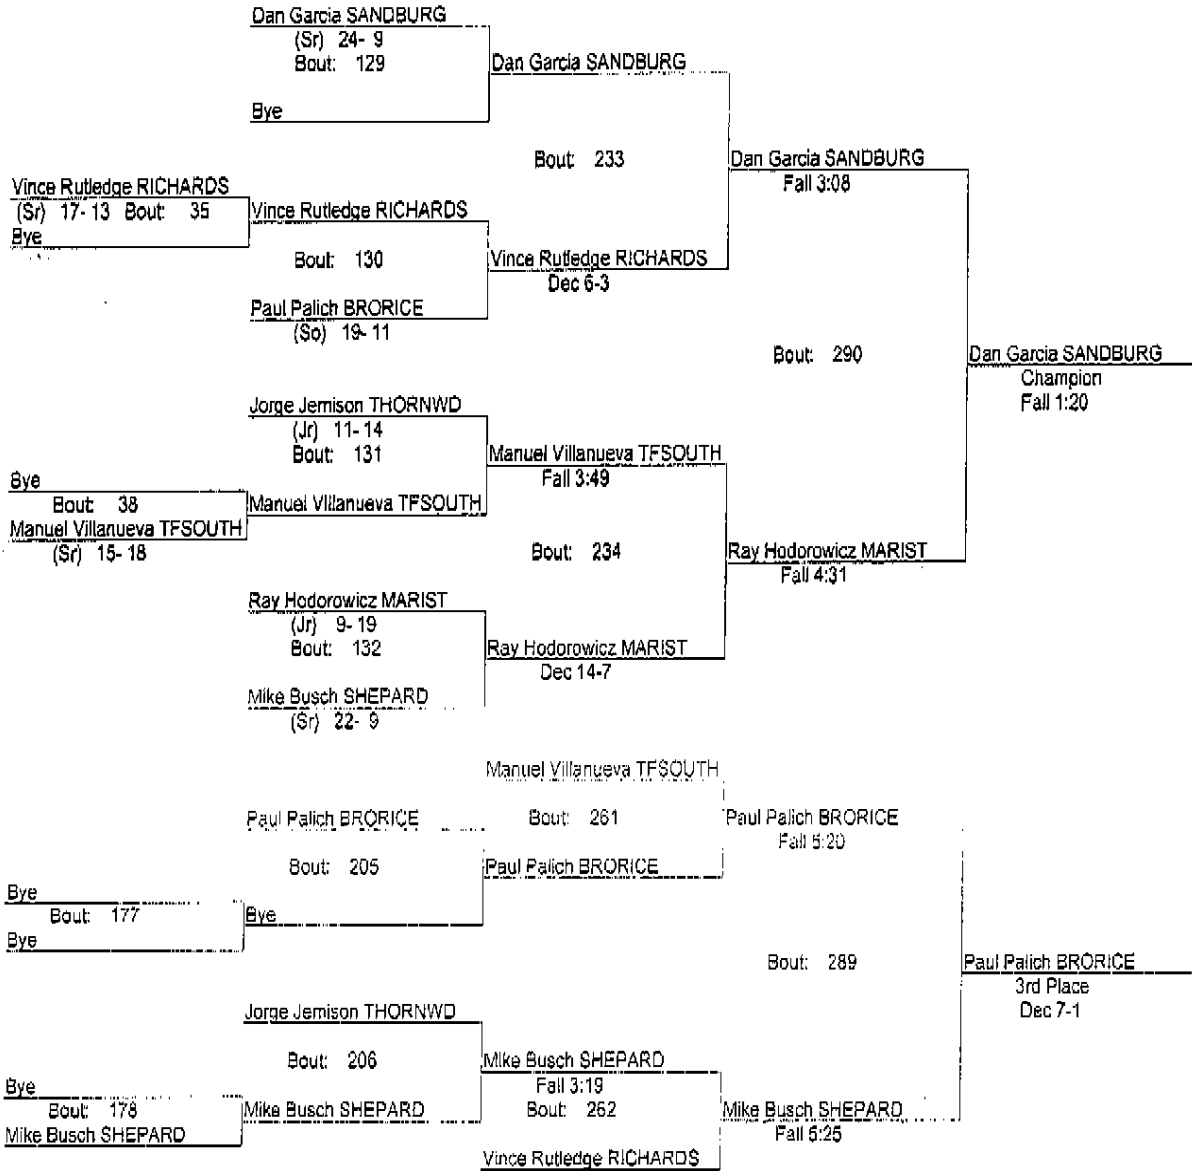 Dan Garcia SANDBURG
(Sr) 24- 9
Bout: 129
Dan Garcia SANDBURG
Bye
Bout: 233
Dan Garcia SANDBURG
Fall 3:08
Vince Rutledge RICHARDS
(Sr) 17- 13 Bout: 35
Bye
Vince Rutledge RICHARDS
Bout: 130
Vince Rutledge RICHARDS
Dec 6-3
Paul Palich BRORICE
(So) 19- 11
Bout: 290
Dan Garcia SANDBURG
Champion
Fall 1:20
Jorge Jemison THORNWD
(Jr) 11- 14
Bout: 131
Manuel Villanueva TFSOUTH
Fall 3:49
Bye
Bout: 38
Manuel Villanueva TFSOUTH
Manuel Villanueva TFSOUTH
(Sr) 15- 18
Bout: 234
Ray Hodorowicz MARIST
Fall 4:31
Ray Hodorowicz MARIST
(Jr) 9- 19
Bout: 132
Ray Hodorowicz MARIST
Dec 14-7
Mike Busch SHEPARD
(Sr) 22- 9
Manuel Villanueva TFSOUTH
Paul Palich BRORICE
Bout: 261
Paul Palich BRORICE
Fall 5:20
Bout: 205
Paul Palich BRORICE
Bye
Bout: 177
Bye
Bye
Bout: 289
Paul Palich BRORICE
3rd Place
Dec 7-1
Jorge Jemison THORNWD
Bout: 206
Mike Busch SHEPARD
Fall 3:19
Bye
Bout: 178
Mike Busch SHEPARD
Bout: 262
Mike Busch SHEPARD
Fall 5:25
Mike Busch SHEPARD
Vince Rutledge RICHARDS